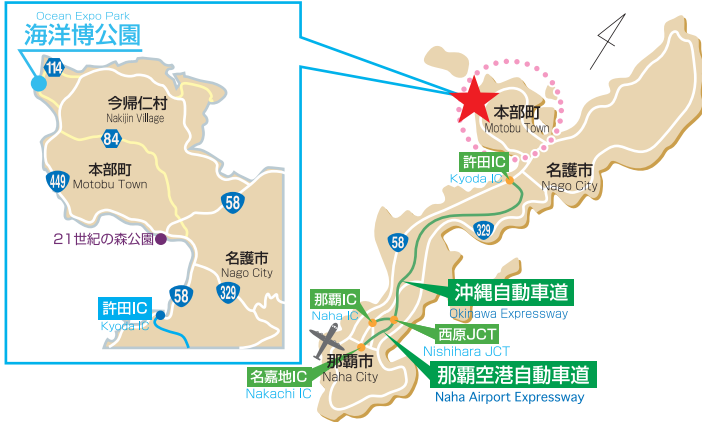 Ocean Expo Park
海洋博公園
114
今帰仁村
Nakijin Village
84
本部町
Motobu Town
449
58
21世紀の森公園
名護市
Nago City
58
329
許田IC
Kyoda IC
本部町
Motobu Town
許田IC
Kyoda IC
名護市
Nago City
58
329
沖縄自動車道
Okinawa Expressway
那覇IC
Naha IC
西原JCT
Nishihara JCT
那覇市
Naha City
名嘉地IC
Nakachi IC
那覇空港自動車道
Naha Airport Expressway